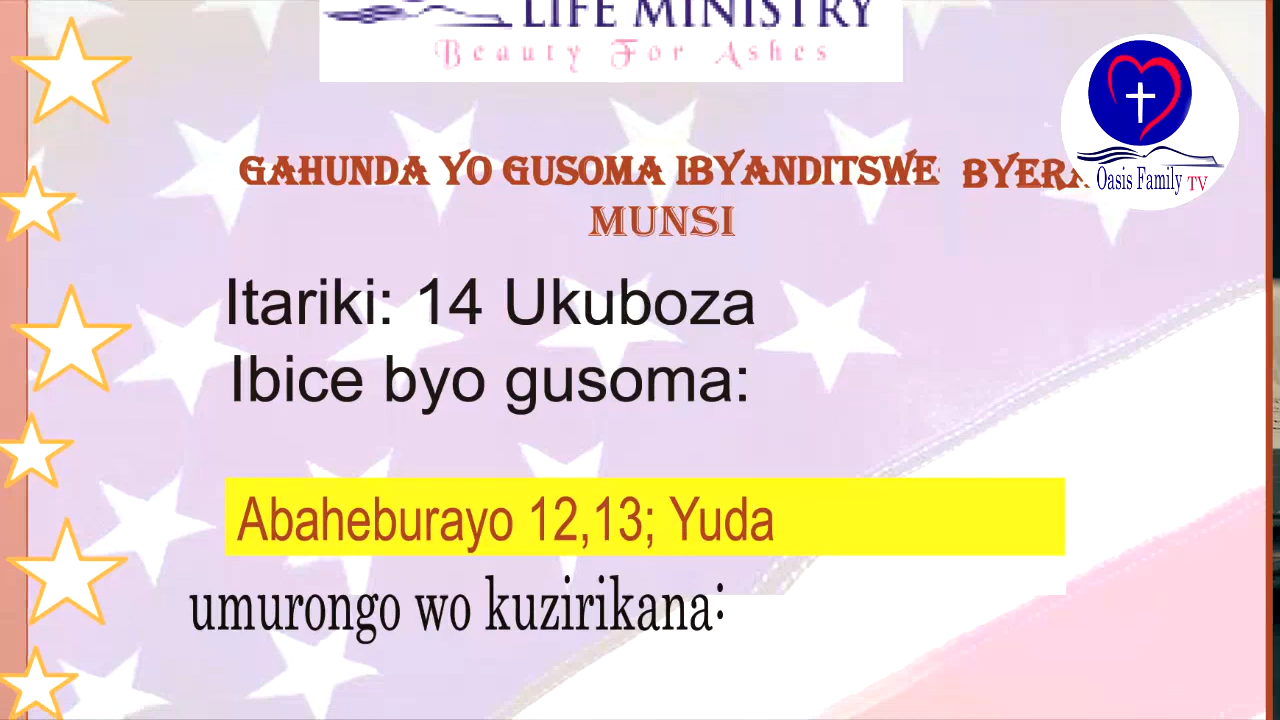 LIFE MINISTRY
Beauty For Ashes
Oasis Family TV
GAHUNDA YO GUSOMA IBYANDITSWE
MUNSI
Itariki: 14 Ukuboza
Ibice byo gusoma:
Abaheburayo 12,13; Yuda
umurongo wo kuzirikana: